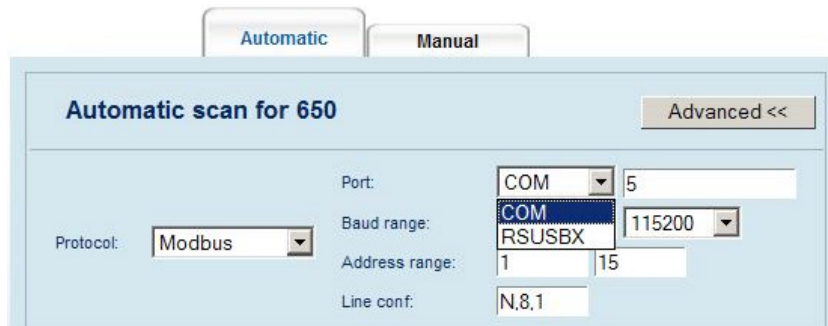 Automatic Manual
Automatic scan for 650 Advanced <<
Port: COM 5
COM
Baud range: 115200
RSUSBX
Protocol: Modbus
Address range: 1 15
Line conf: N,8,1